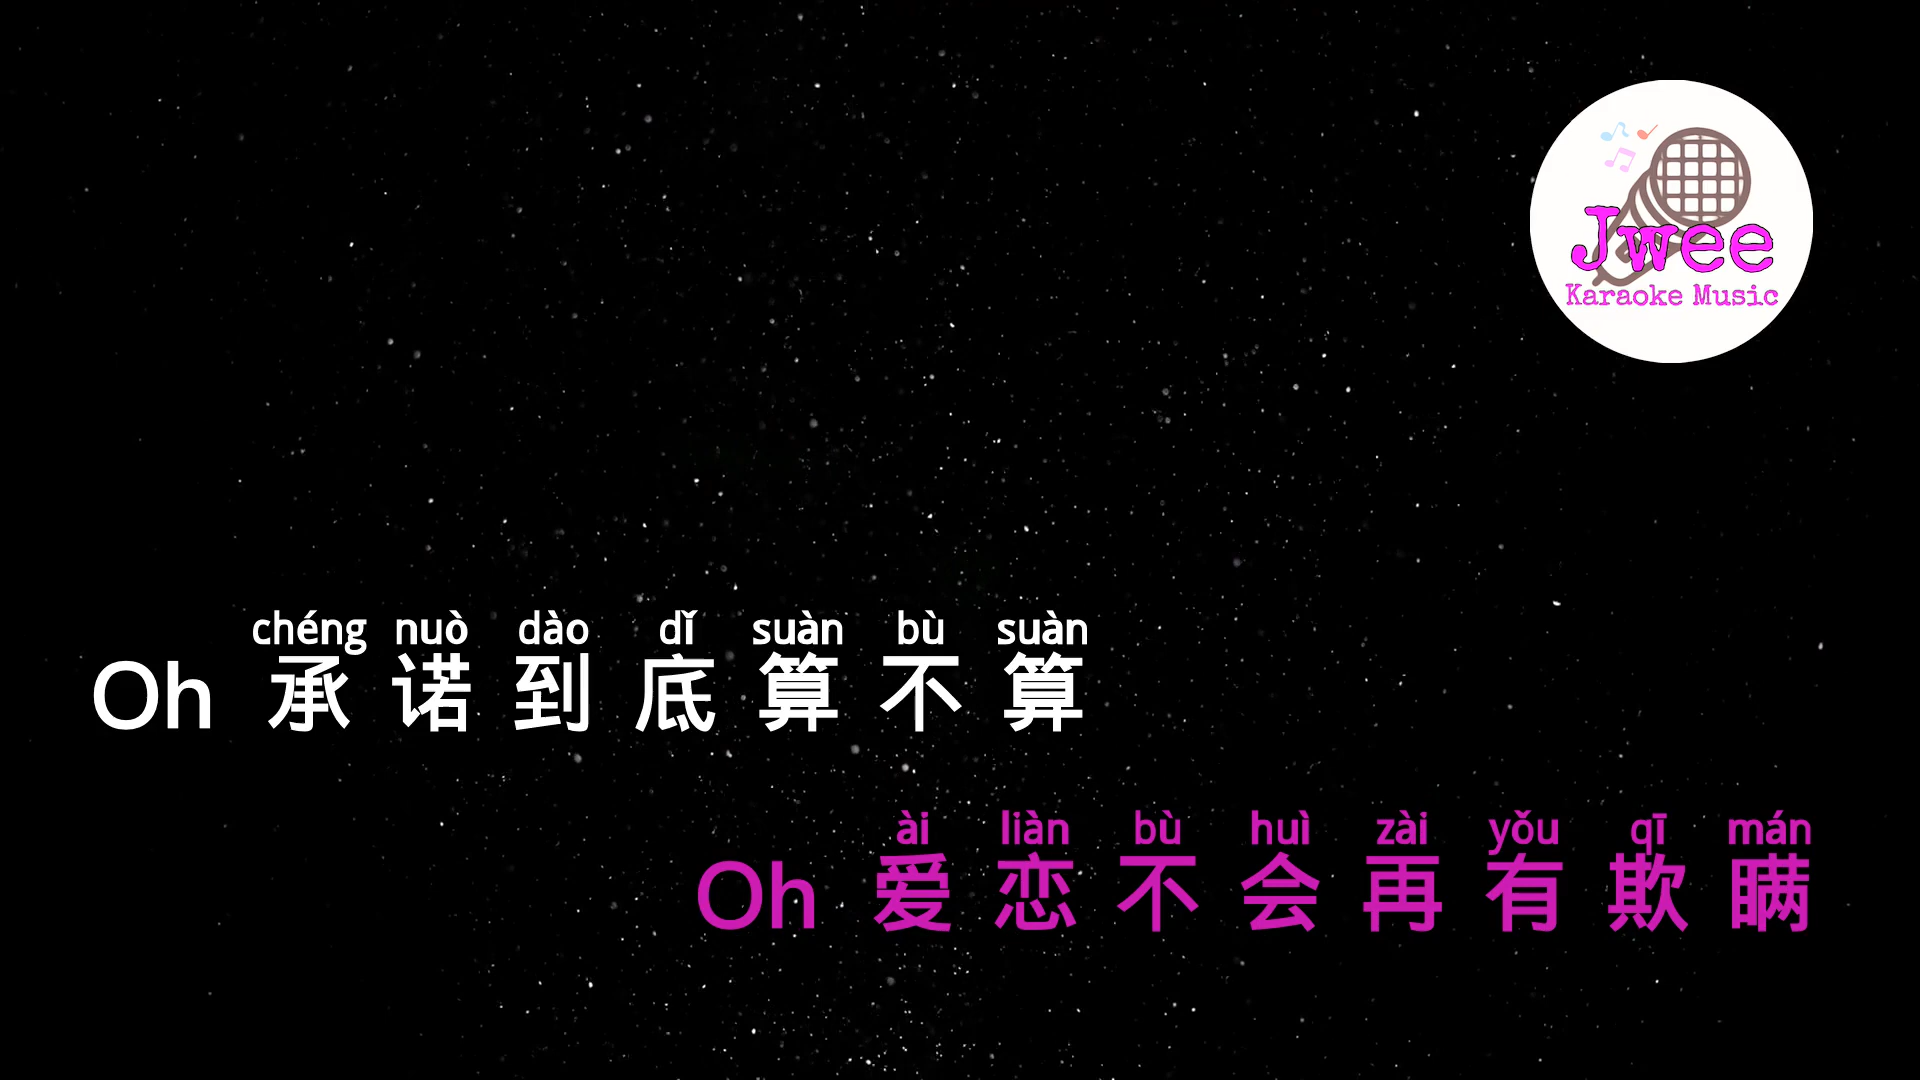 Jwee
Karaoke Music
chéng nuò dào dǐ suàn bù suàn
Oh 承 诺 到 底 算 不 算
ài liàn bù huì zài yǒu qī mán
Oh 爱 恋 不 会 再 有 欺 瞒